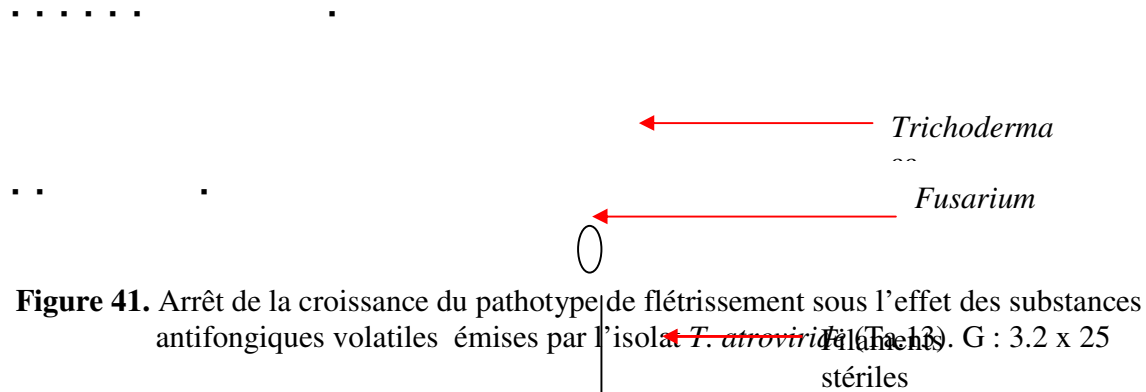 Trichoderma
Fusarium
Figure 41. Arrêt de la croissance du pathotype de flétrissement sous l’effet des substances
antifongiques volatiles émises par l’isolat T. atroviride (Ta.13). G : 3.2 x 25
Filaments
stériles